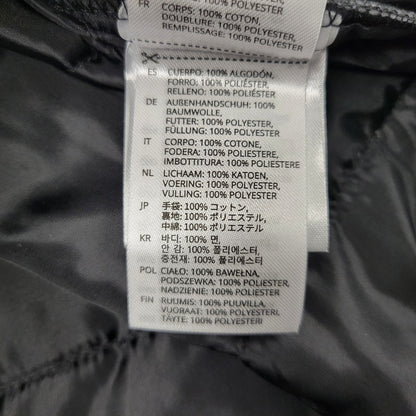 FR CORPS: 100% COTON,
DOUBLURE: 100% POLYESTER,
REMPLISSAGE: 100% POLYESTER
ES CUERPO: 100% ALGODÓN,
FORRO: 100% POLIÉSTER,
RELLENO: 100% POLIÉSTER
DE AUßENHANDSCHUH: 100%
BAUMWOLLE,
FUTTER: 100% POLYESTER,
FÜLLUNG: 100% POLYESTER
IT CORPO: 100% COTONE,
FODERA: 100% POLIESTERE,
IMBOTTITURA: 100% POLIESTERE
NL LICHAAM: 100% KATOEN,
VOERING: 100% POLYESTER,
VULLING: 100% POLYESTER
JP 手袋: 100% コットン,
裏地: 100% ポリエステル,
中綿: 100% ポリエステル
KR 바디: 100% 면,
안 감: 100% 폴리에스터,
충전재: 100% 폴리에스터
POL CIAŁO: 100% BAWEŁNA,
PODSZEWKA: 100% POLIESTER,
NADZIENIE: 100% POLIESTER
FIN RUUMIS: 100% PUUVILLA,
VUORAAT: 100% POLYESTERI,
TÄYTE: 100% POLYESTERI